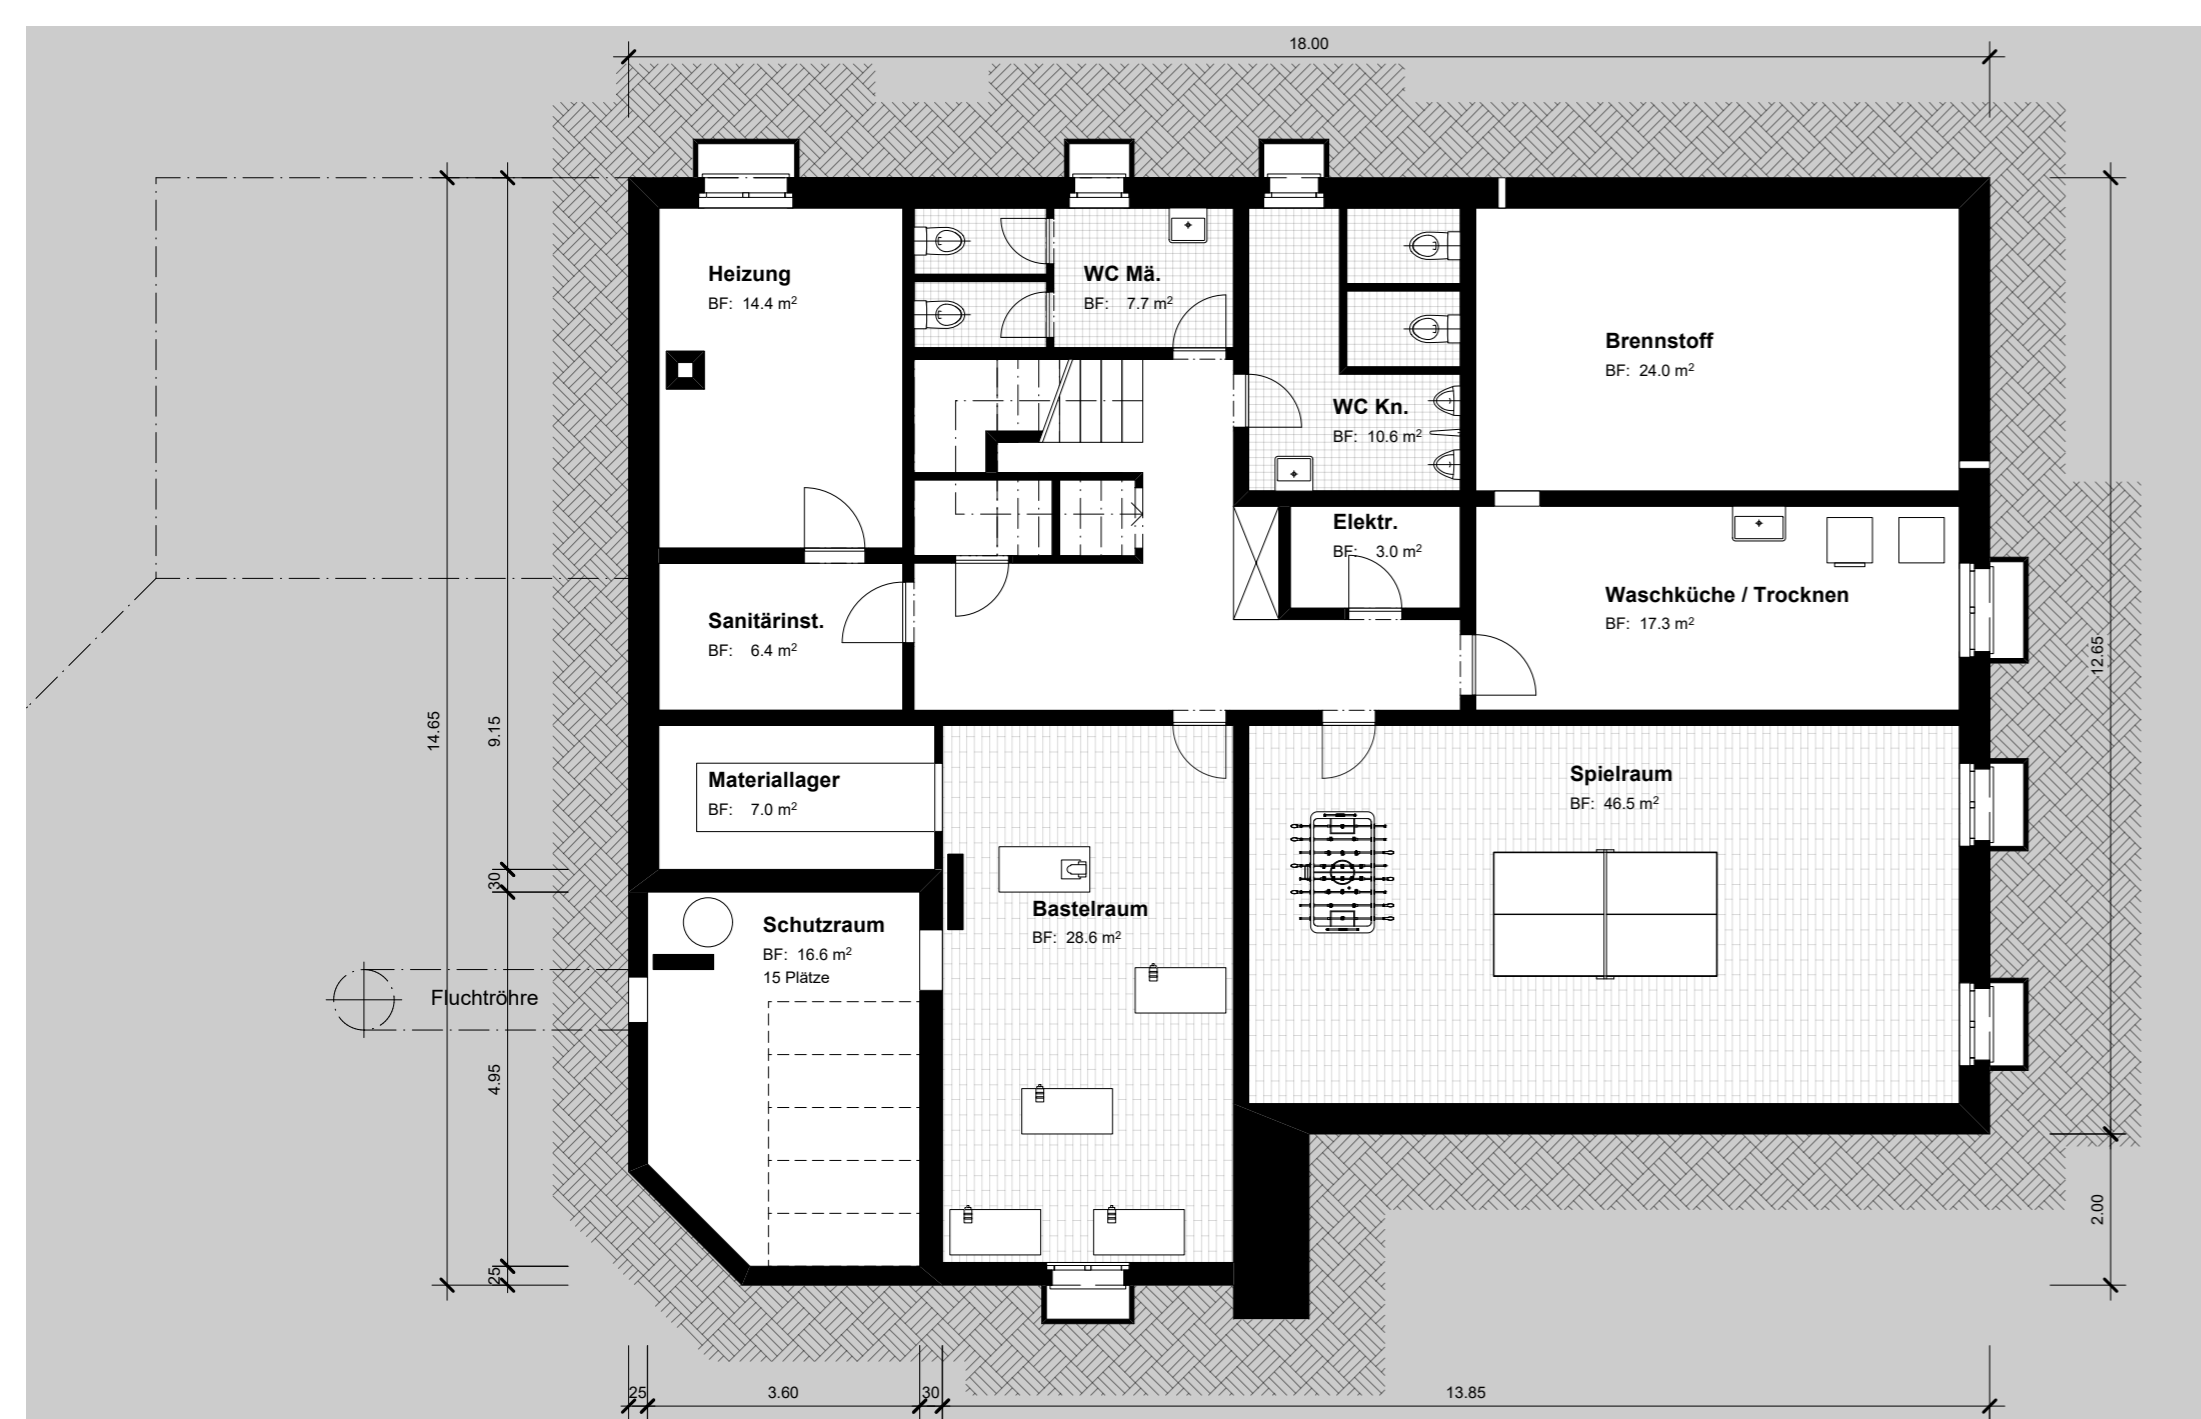 18.00
Heizung
BF: 14.4 m²
WC Mä.
BF: 7.7 m²
Brennstoff
BF: 24.0 m²
WC Kn.
BF: 10.6 m²
Elektr.
BF: 3.0 m²
Sanitärinst.
BF: 6.4 m²
Waschküche / Trocknen
BF: 17.3 m²
12.65
14.65
9.15
Materiallager
BF: 7.0 m²
Spielraum
BF: 46.5 m²
30
Bastelraum
BF: 28.6 m²
Schutzraum
BF: 16.6 m²
15 Plätze
Fluchtröhre
4.95
2.00
25
25
3.60
30
13.85